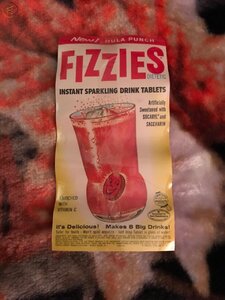 New! HULA PUNCH
FIZZIES
DIETETIC
INSTANT SPARKLING DRINK TABLETS
Artificially
Sweetened with
SUCARYL® and
SACCHARIN
ENRICHED
WITH
VITAMIN C
It's Delicious! Makes 8 Big Drinks!